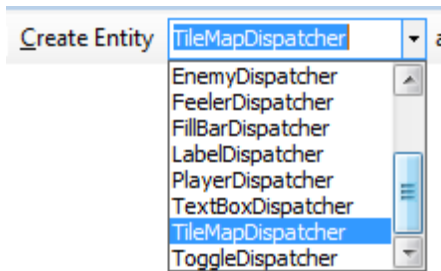 Create Entity TileMapDispatcher a
EnemyDispatcher
FeelerDispatcher
FillBarDispatcher
LabelDispatcher
PlayerDispatcher
TextBoxDispatcher
TileMapDispatcher
ToggleDispatcher